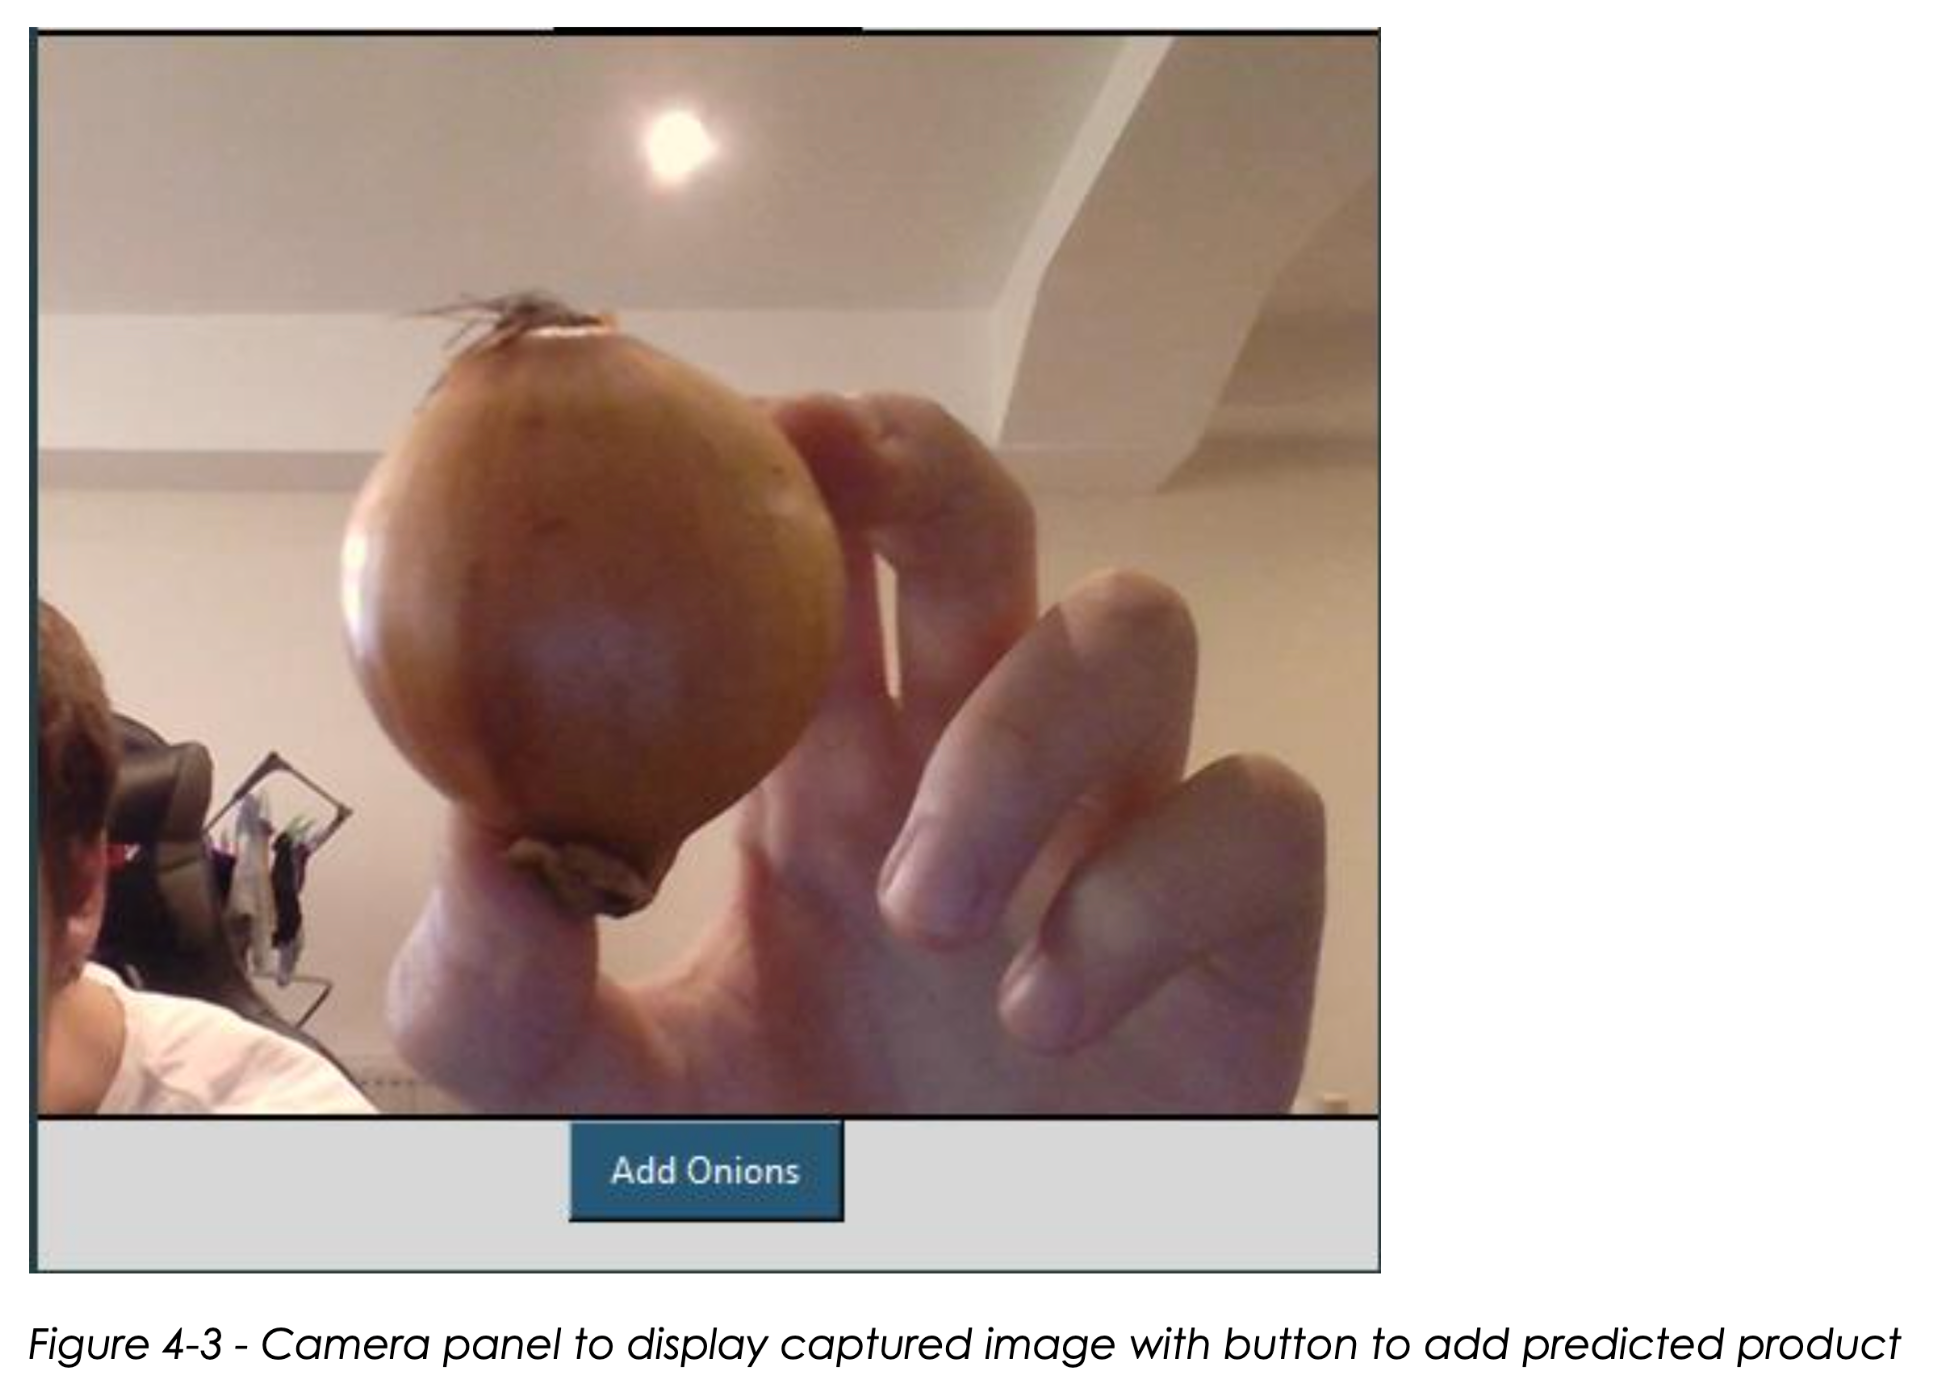 Add Onions
Figure 4-3 - Camera panel to display captured image with button to add predicted product